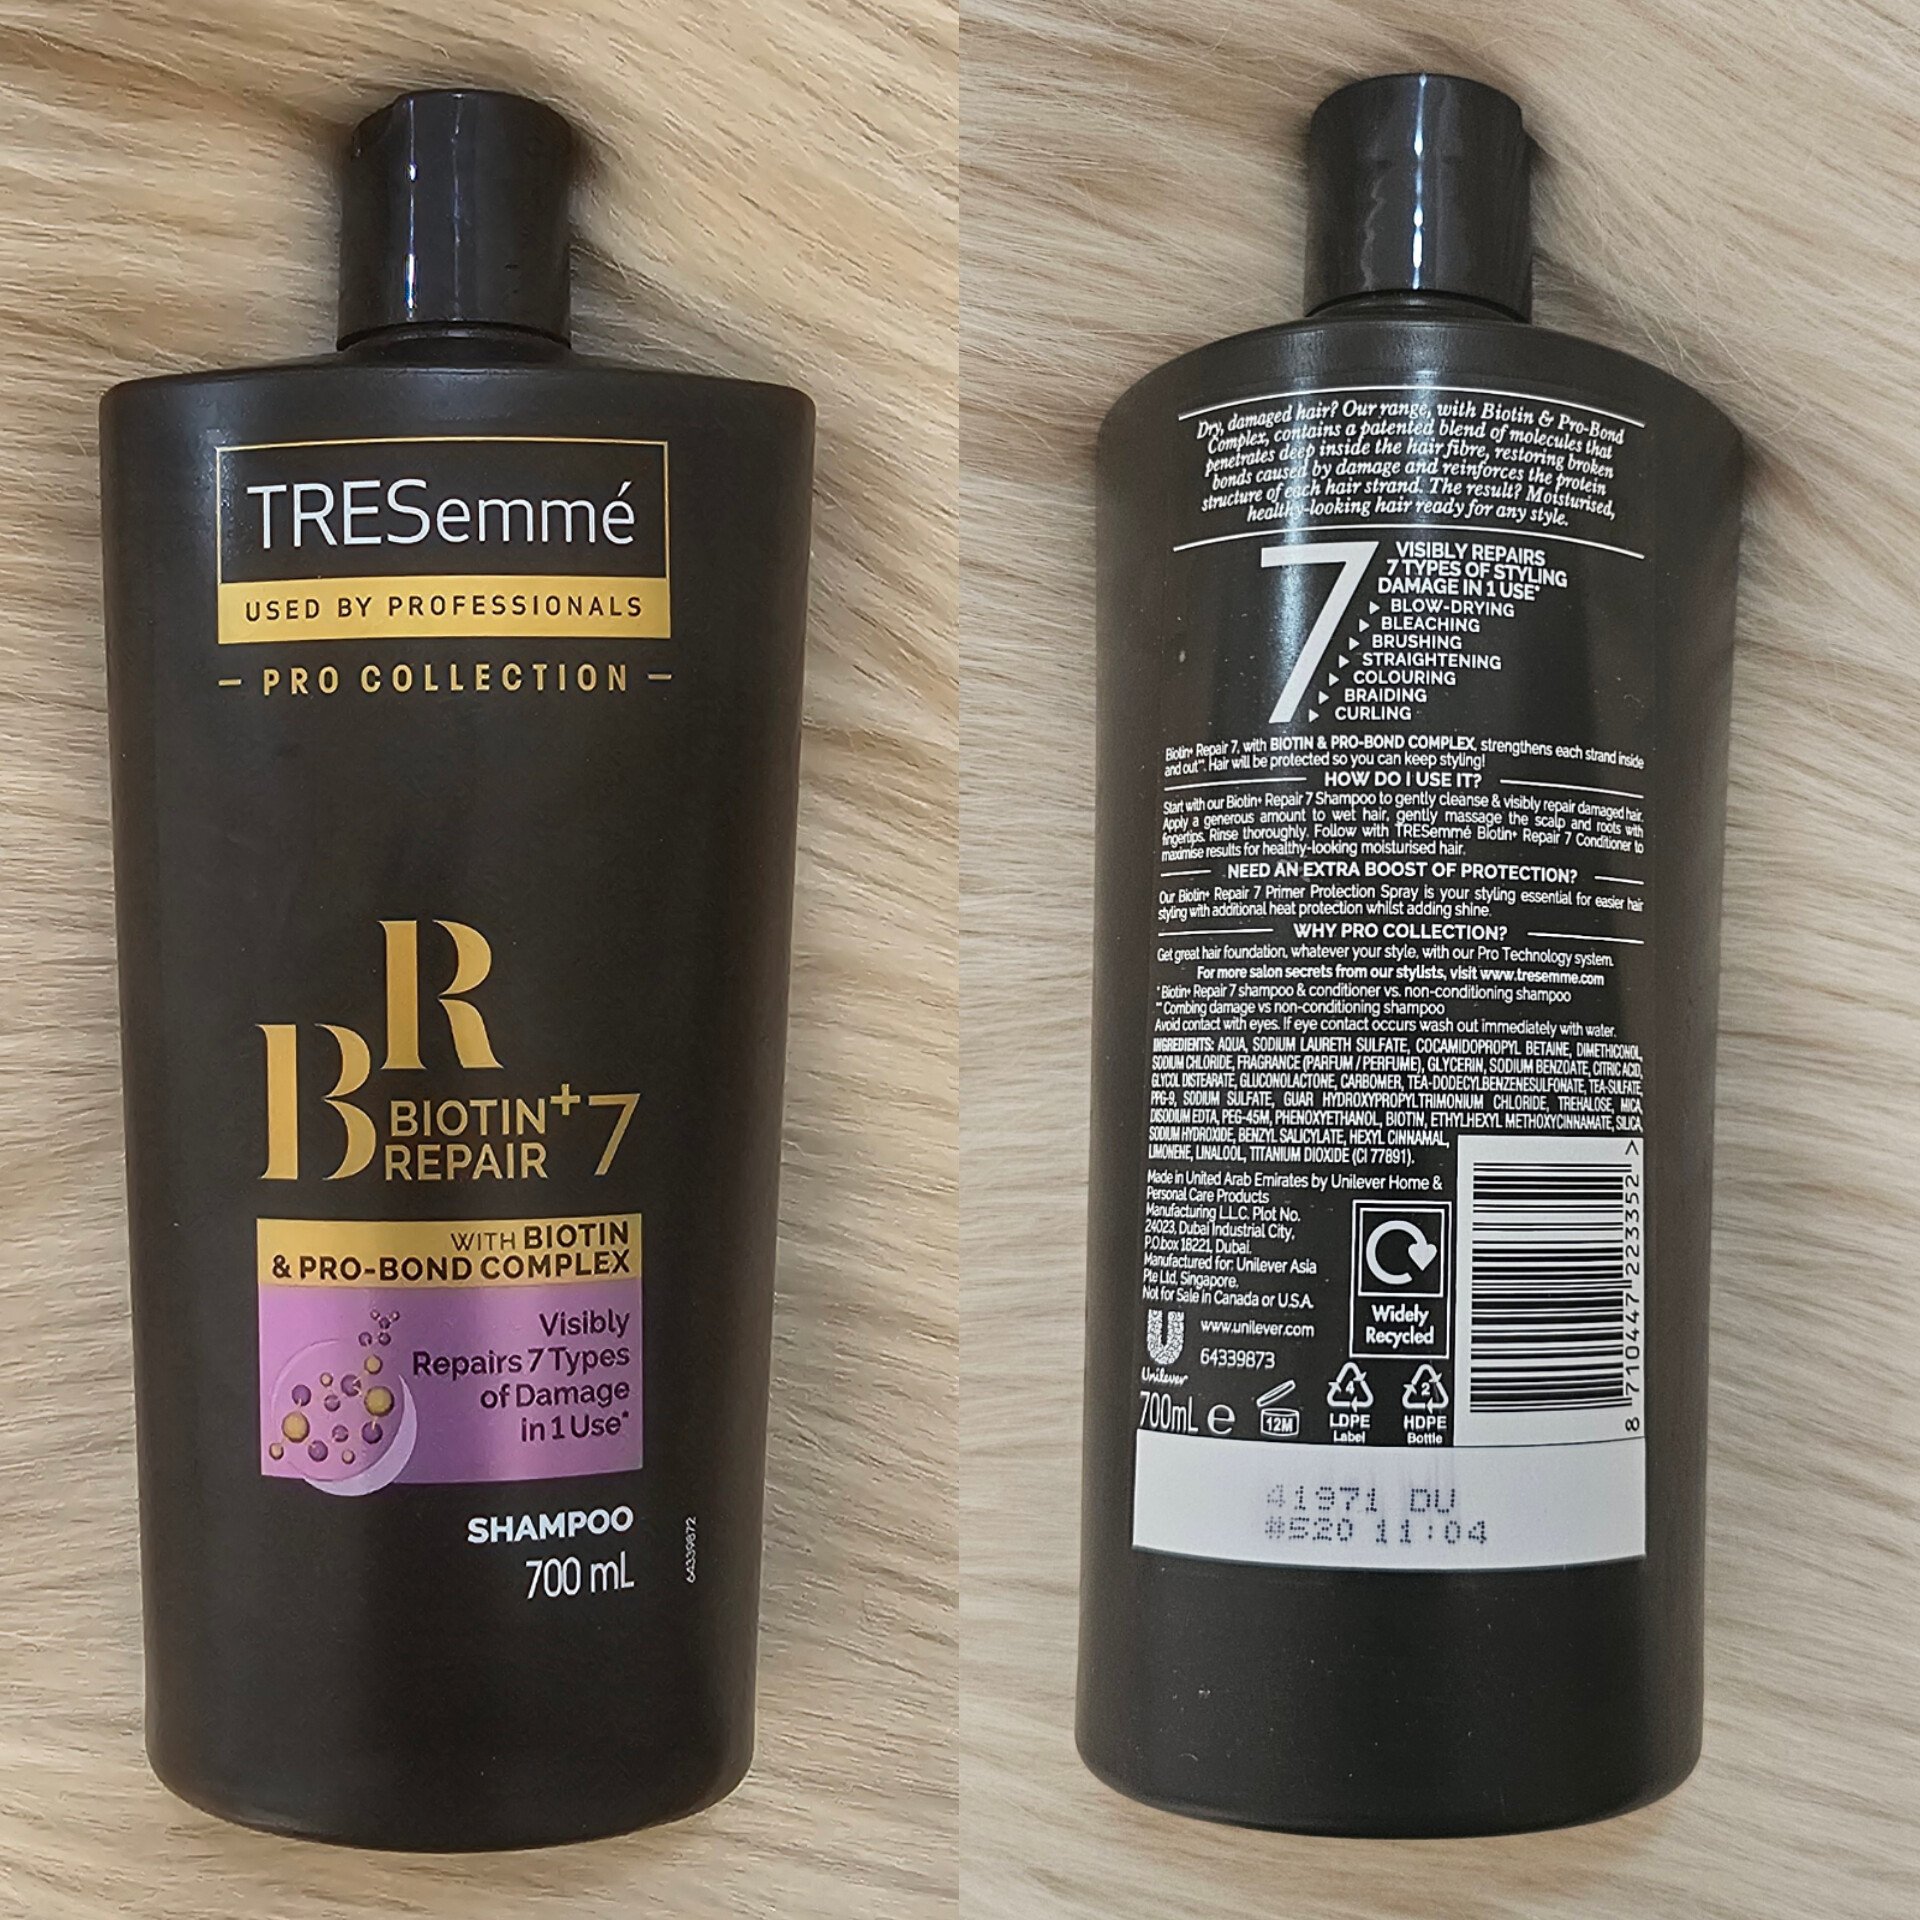 TRESemmé
USED BY PROFESSIONALS
– PRO COLLECTION –
BR
BIOTIN+7
REPAIR
WITH BIOTIN
& PRO-BOND COMPLEX
Visibly
Repairs 7 Types
of Damage
in 1 Use*
SHAMPOO
700 mL
64339872
Dry, damaged hair? Our range, with Biotin & Pro-Bond
Complex, contains a patented blend of molecules that
penetrates deep inside the hair fibre, restoring broken
bonds caused by damage and reinforces the protein
structure of each hair strand. The result? Moisturised,
healthy-looking hair ready for any style.
7
VISIBLY REPAIRS
7 TYPES OF STYLING
DAMAGE IN 1 USE*
BLOW-DRYING
BLEACHING
BRUSHING
STRAIGHTENING
COLOURING
BRAIDING
CURLING
Biotin+ Repair 7, with BIOTIN & PRO-BOND COMPLEX, strengthens each strand inside
and out**. Hair will be protected so you can keep styling!
HOW DO I USE IT?
Start with our Biotin+ Repair 7 Shampoo to gently cleanse & visibly repair damaged hair.
Apply a generous amount to wet hair, gently massage the scalp and roots with
fingertips. Rinse thoroughly. Follow with TRESemmé Biotin+ Repair 7 Conditioner to
maximise results for healthy-looking moisturised hair.
NEED AN EXTRA BOOST OF PROTECTION?
Our Biotin+ Repair 7 Primer Protection Spray is your styling essential for easier hair
styling with additional heat protection whilst adding shine.
WHY PRO COLLECTION?
Get great hair foundation, whatever your style, with our Pro Technology system.
For more salon secrets from our stylists, visit www.tresemme.com
*Biotin+ Repair 7 shampoo & conditioner vs. non-conditioning shampoo
**Combing damage vs non-conditioning shampoo
Avoid contact with eyes. If eye contact occurs wash out immediately with water.
INGREDIENTS: AQUA, SODIUM LAURETH SULFATE, COCAMIDOPROPYL BETAINE, DIMETHICONOL,
SODIUM CHLORIDE, FRAGRANCE (PARFUM / PERFUME), GLYCERIN, SODIUM BENZOATE, CITRIC ACID,
GLYCOL DISTEARATE, GLUCONOLACTONE, CARBOMER, TEA-DODECYLBENZENESULFONATE, TEA-SULFATE,
PPG-9, SODIUM SULFATE, GUAR HYDROXYPROPYLTRIMONIUM CHLORIDE, TREHALOSE, MICA,
DISODIUM EDTA, PEG-45M, PHENOXYETHANOL, BIOTIN, ETHYLHEXYL METHOXYCINNAMATE, SILICA,
SODIUM HYDROXIDE, BENZYL SALICYLATE, HEXYL CINNAMAL,
LIMONENE, LINALOOL, TITANIUM DIOXIDE (CI 77891).
Made in United Arab Emirates by Unilever Home &
Personal Care Products
Manufacturing L.L.C. Plot No.
24023, Dubai Industrial City,
P.O.box 18221, Dubai.
Manufactured for: Unilever Asia
Pte Ltd, Singapore.
Not for Sale in Canada or U.S.A.
www.unilever.com
64339873
Unilever
700mL e
12M
Widely
Recycled
4
LDPE
Label
2
HDPE
Bottle
8 710447 223352 >
41971 DU
#520 11:04